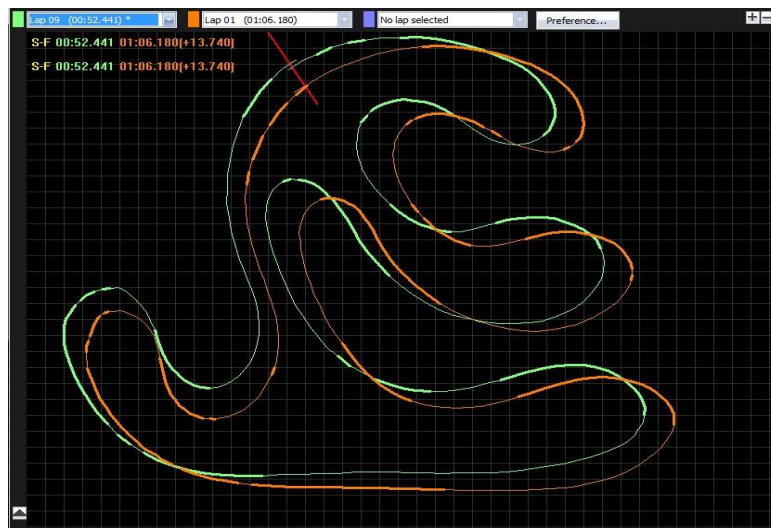 Lap 09 (00:52.441) * Lap 01 (01:06.180) No lap selected Preference...
S-F 00:52.441 01:06.180(+13.740)
S-F 00:52.441 01:06.180(+13.740)